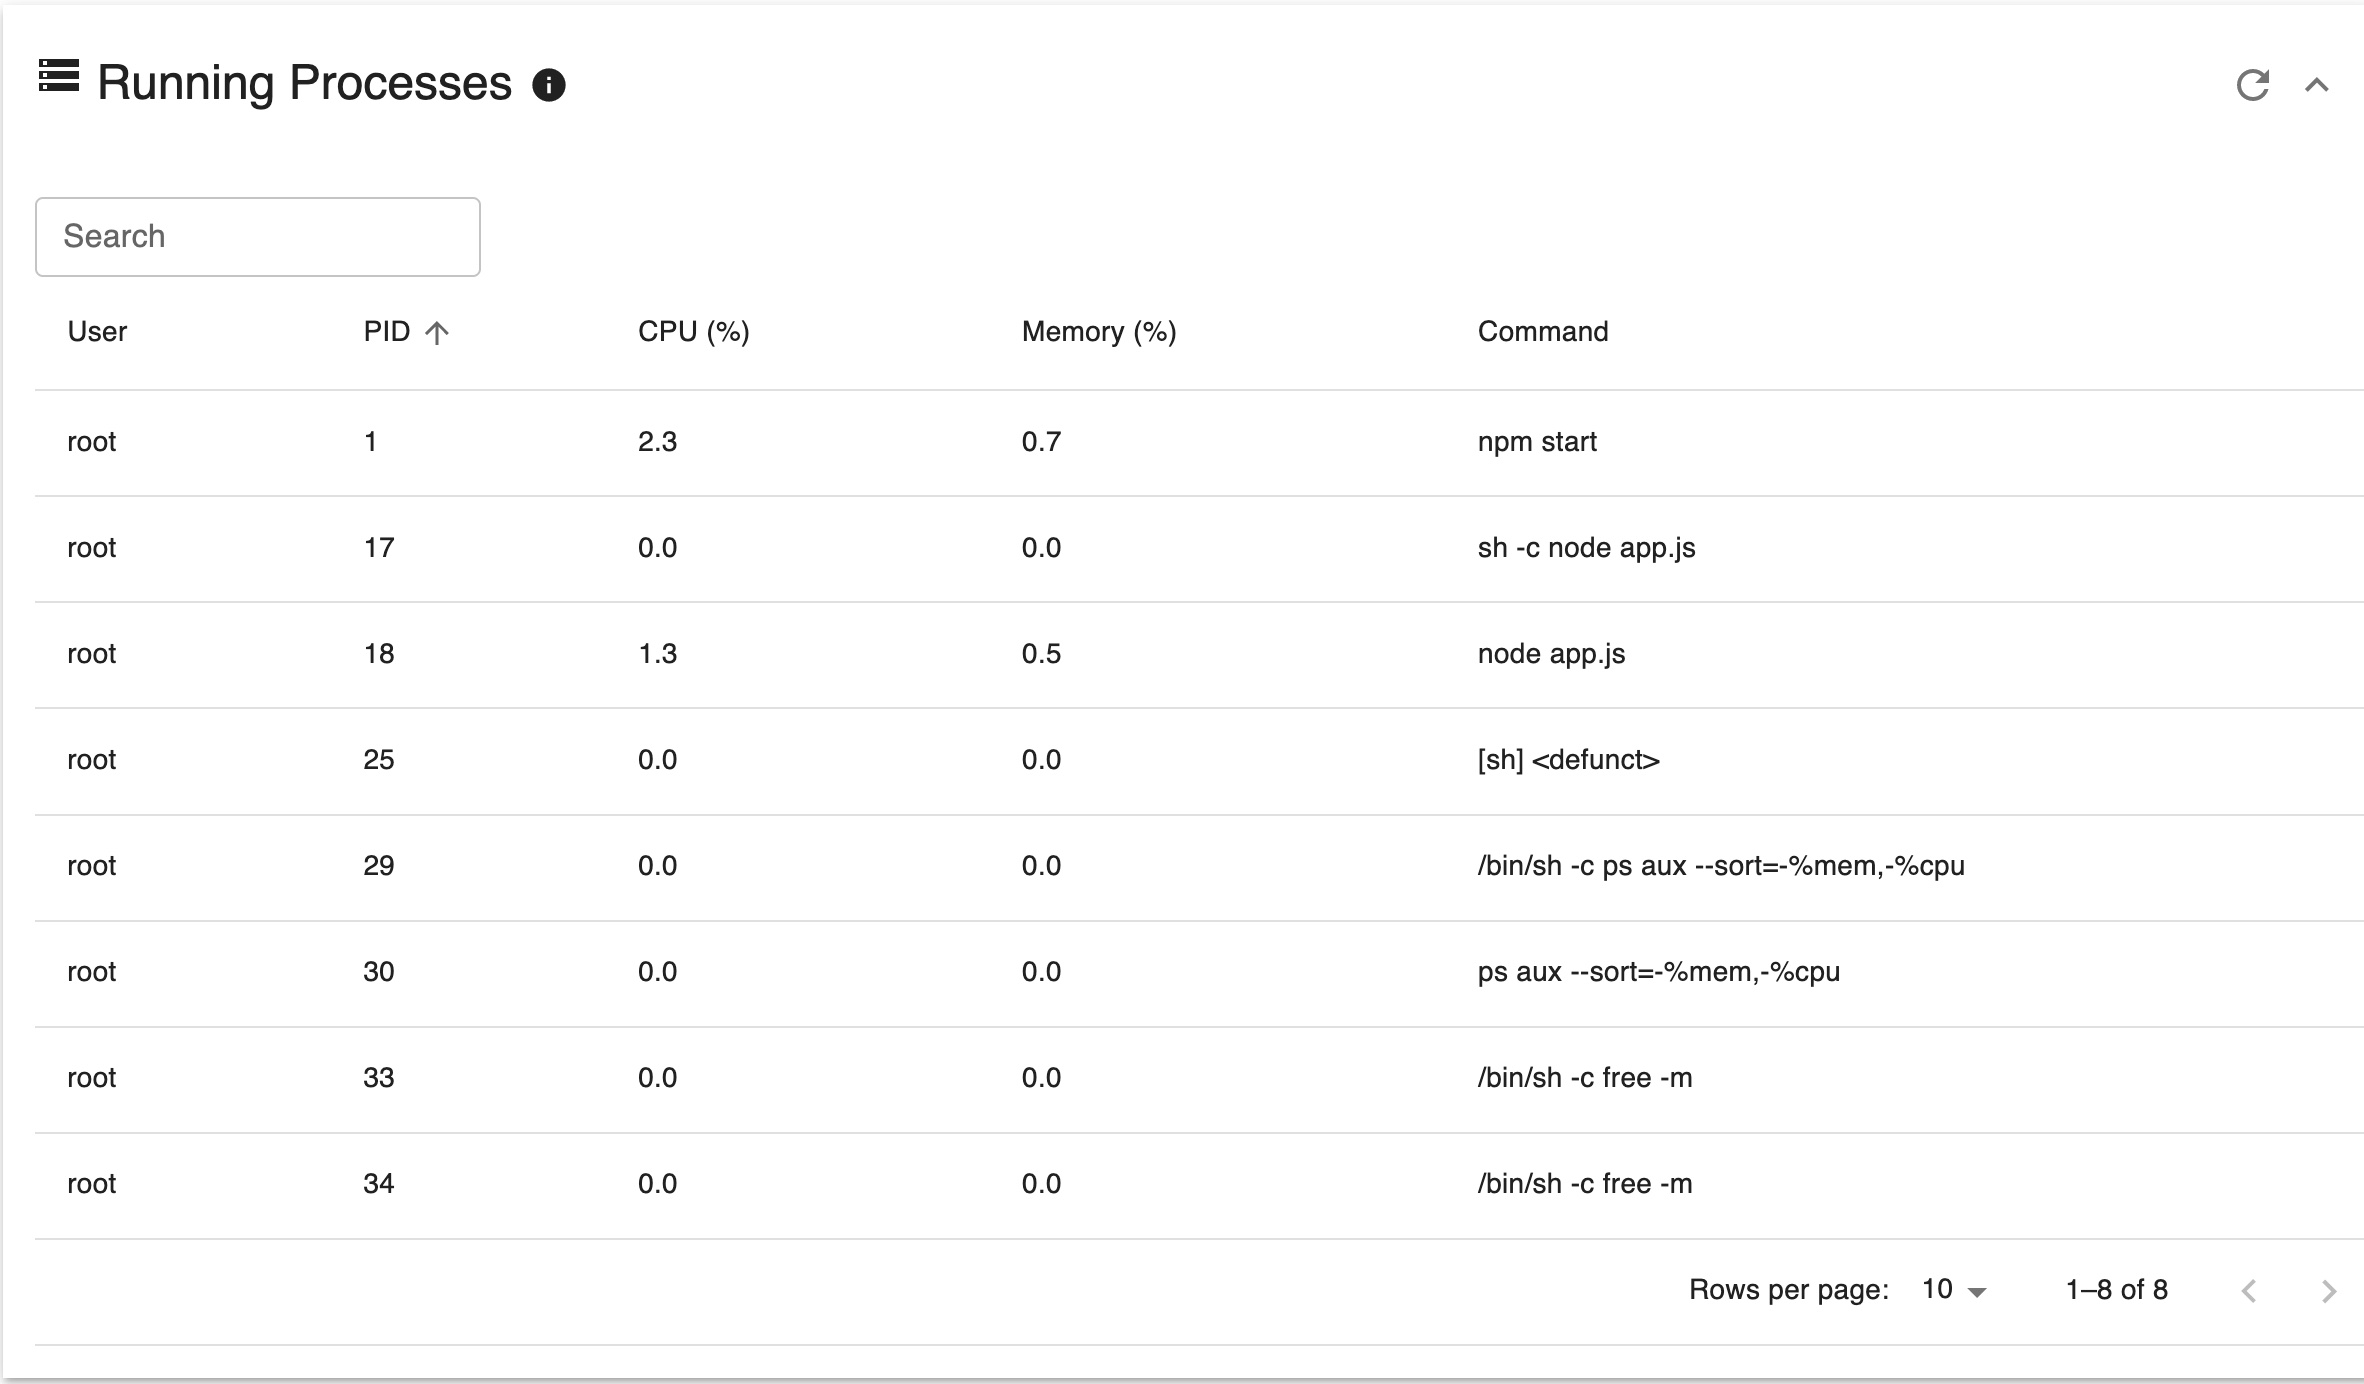 Running Processes
Search
User PID CPU (%) Memory (%) Command
root 1 2.3 0.7 npm start
root 17 0.0 0.0 sh -c node app.js
root 18 1.3 0.5 node app.js
root 25 0.0 0.0 [sh] <defunct>
root 29 0.0 0.0 /bin/sh -c ps aux --sort=-%mem,-%cpu
root 30 0.0 0.0 ps aux --sort=-%mem,-%cpu
root 33 0.0 0.0 /bin/sh -c free -m
root 34 0.0 0.0 /bin/sh -c free -m
Rows per page: 10 1–8 of 8